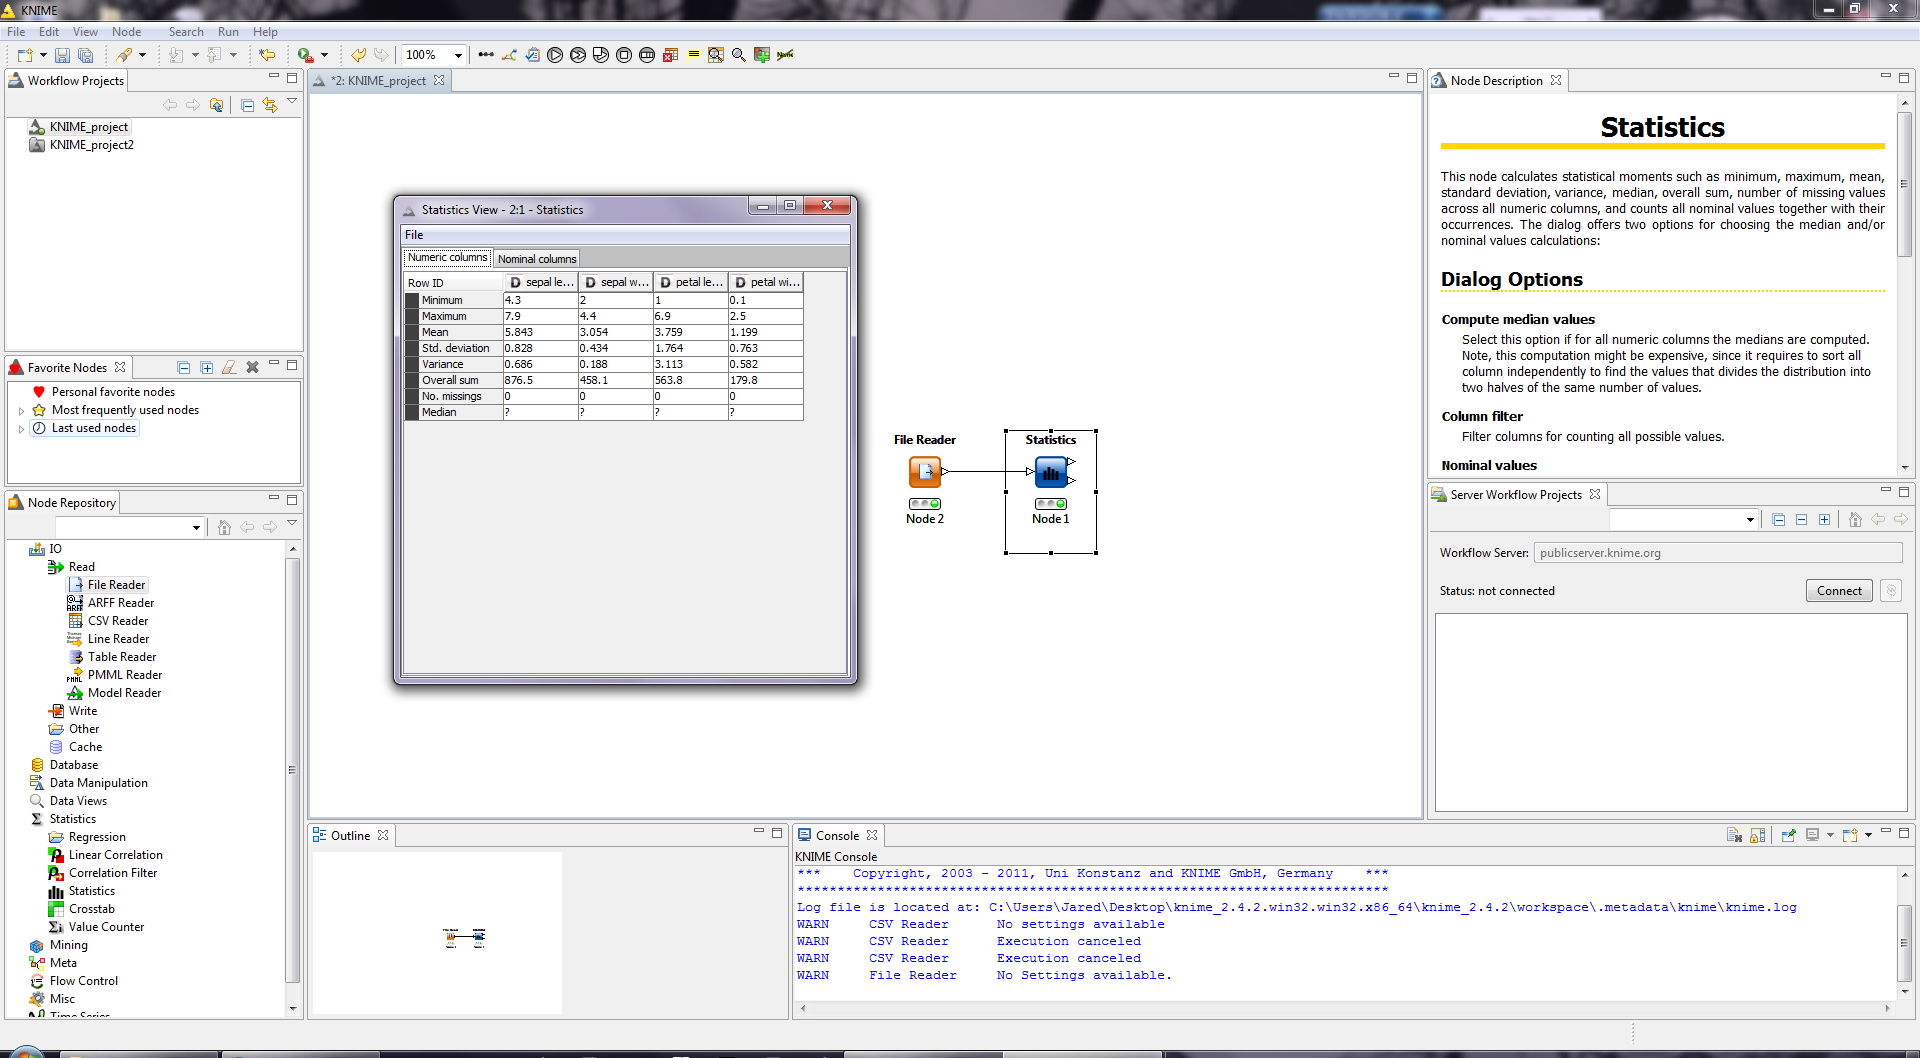 KNIME
File Edit View Node Search Run Help
100%
Workflow Projects
KNIME_project
KNIME_project2
Favorite Nodes
Personal favorite nodes
Most frequently used nodes
Last used nodes
Node Repository
IO
Read
File Reader
ARFF Reader
CSV Reader
Line Reader
Table Reader
PMML Reader
Model Reader
Write
Other
Cache
Database
Data Manipulation
Data Views
Statistics
Regression
Linear Correlation
Correlation Filter
Statistics
Crosstab
Value Counter
Mining
Meta
Flow Control
Misc
Time Series
*2: KNIME_project
Statistics View - 2:1 - Statistics
File
Numeric columns Nominal columns
Row ID D sepal le... D sepal w... D petal le... D petal wi...
Minimum 4.3 2 1 0.1
Maximum 7.9 4.4 6.9 2.5
Mean 5.843 3.054 3.759 1.199
Std. deviation 0.828 0.434 1.764 0.763
Variance 0.686 0.188 3.113 0.582
Overall sum 876.5 458.1 563.8 179.8
No. missings 0 0 0 0
Median ? ? ? ?
File Reader Statistics
Node 2 Node 1
Outline
Console
KNIME Console
*** Copyright, 2003 - 2011, Uni Konstanz and KNIME GmbH, Germany ***
**************************************************************************
Log file is located at: C:\Users\Jared\Desktop\knime_2.4.2.win32.win32.x86_64\knime_2.4.2\workspace\.metadata\knime\knime.log
WARN CSV Reader No settings available
WARN CSV Reader Execution canceled
WARN CSV Reader Execution canceled
WARN File Reader No Settings available.
Node Description
Statistics
This node calculates statistical moments such as minimum, maximum, mean,
standard deviation, variance, median, overall sum, number of missing values
across all numeric columns, and counts all nominal values together with their
occurrences. The dialog offers two options for choosing the median and/or
nominal values calculations:
Dialog Options
Compute median values
Select this option if for all numeric columns the medians are computed.
Note, this computation might be expensive, since it requires to sort all
column independently to find the values that divides the distribution into
two halves of the same number of values.
Column filter
Filter columns for counting all possible values.
Nominal values
Server Workflow Projects
Workflow Server: publicserver.knime.org
Status: not connected Connect